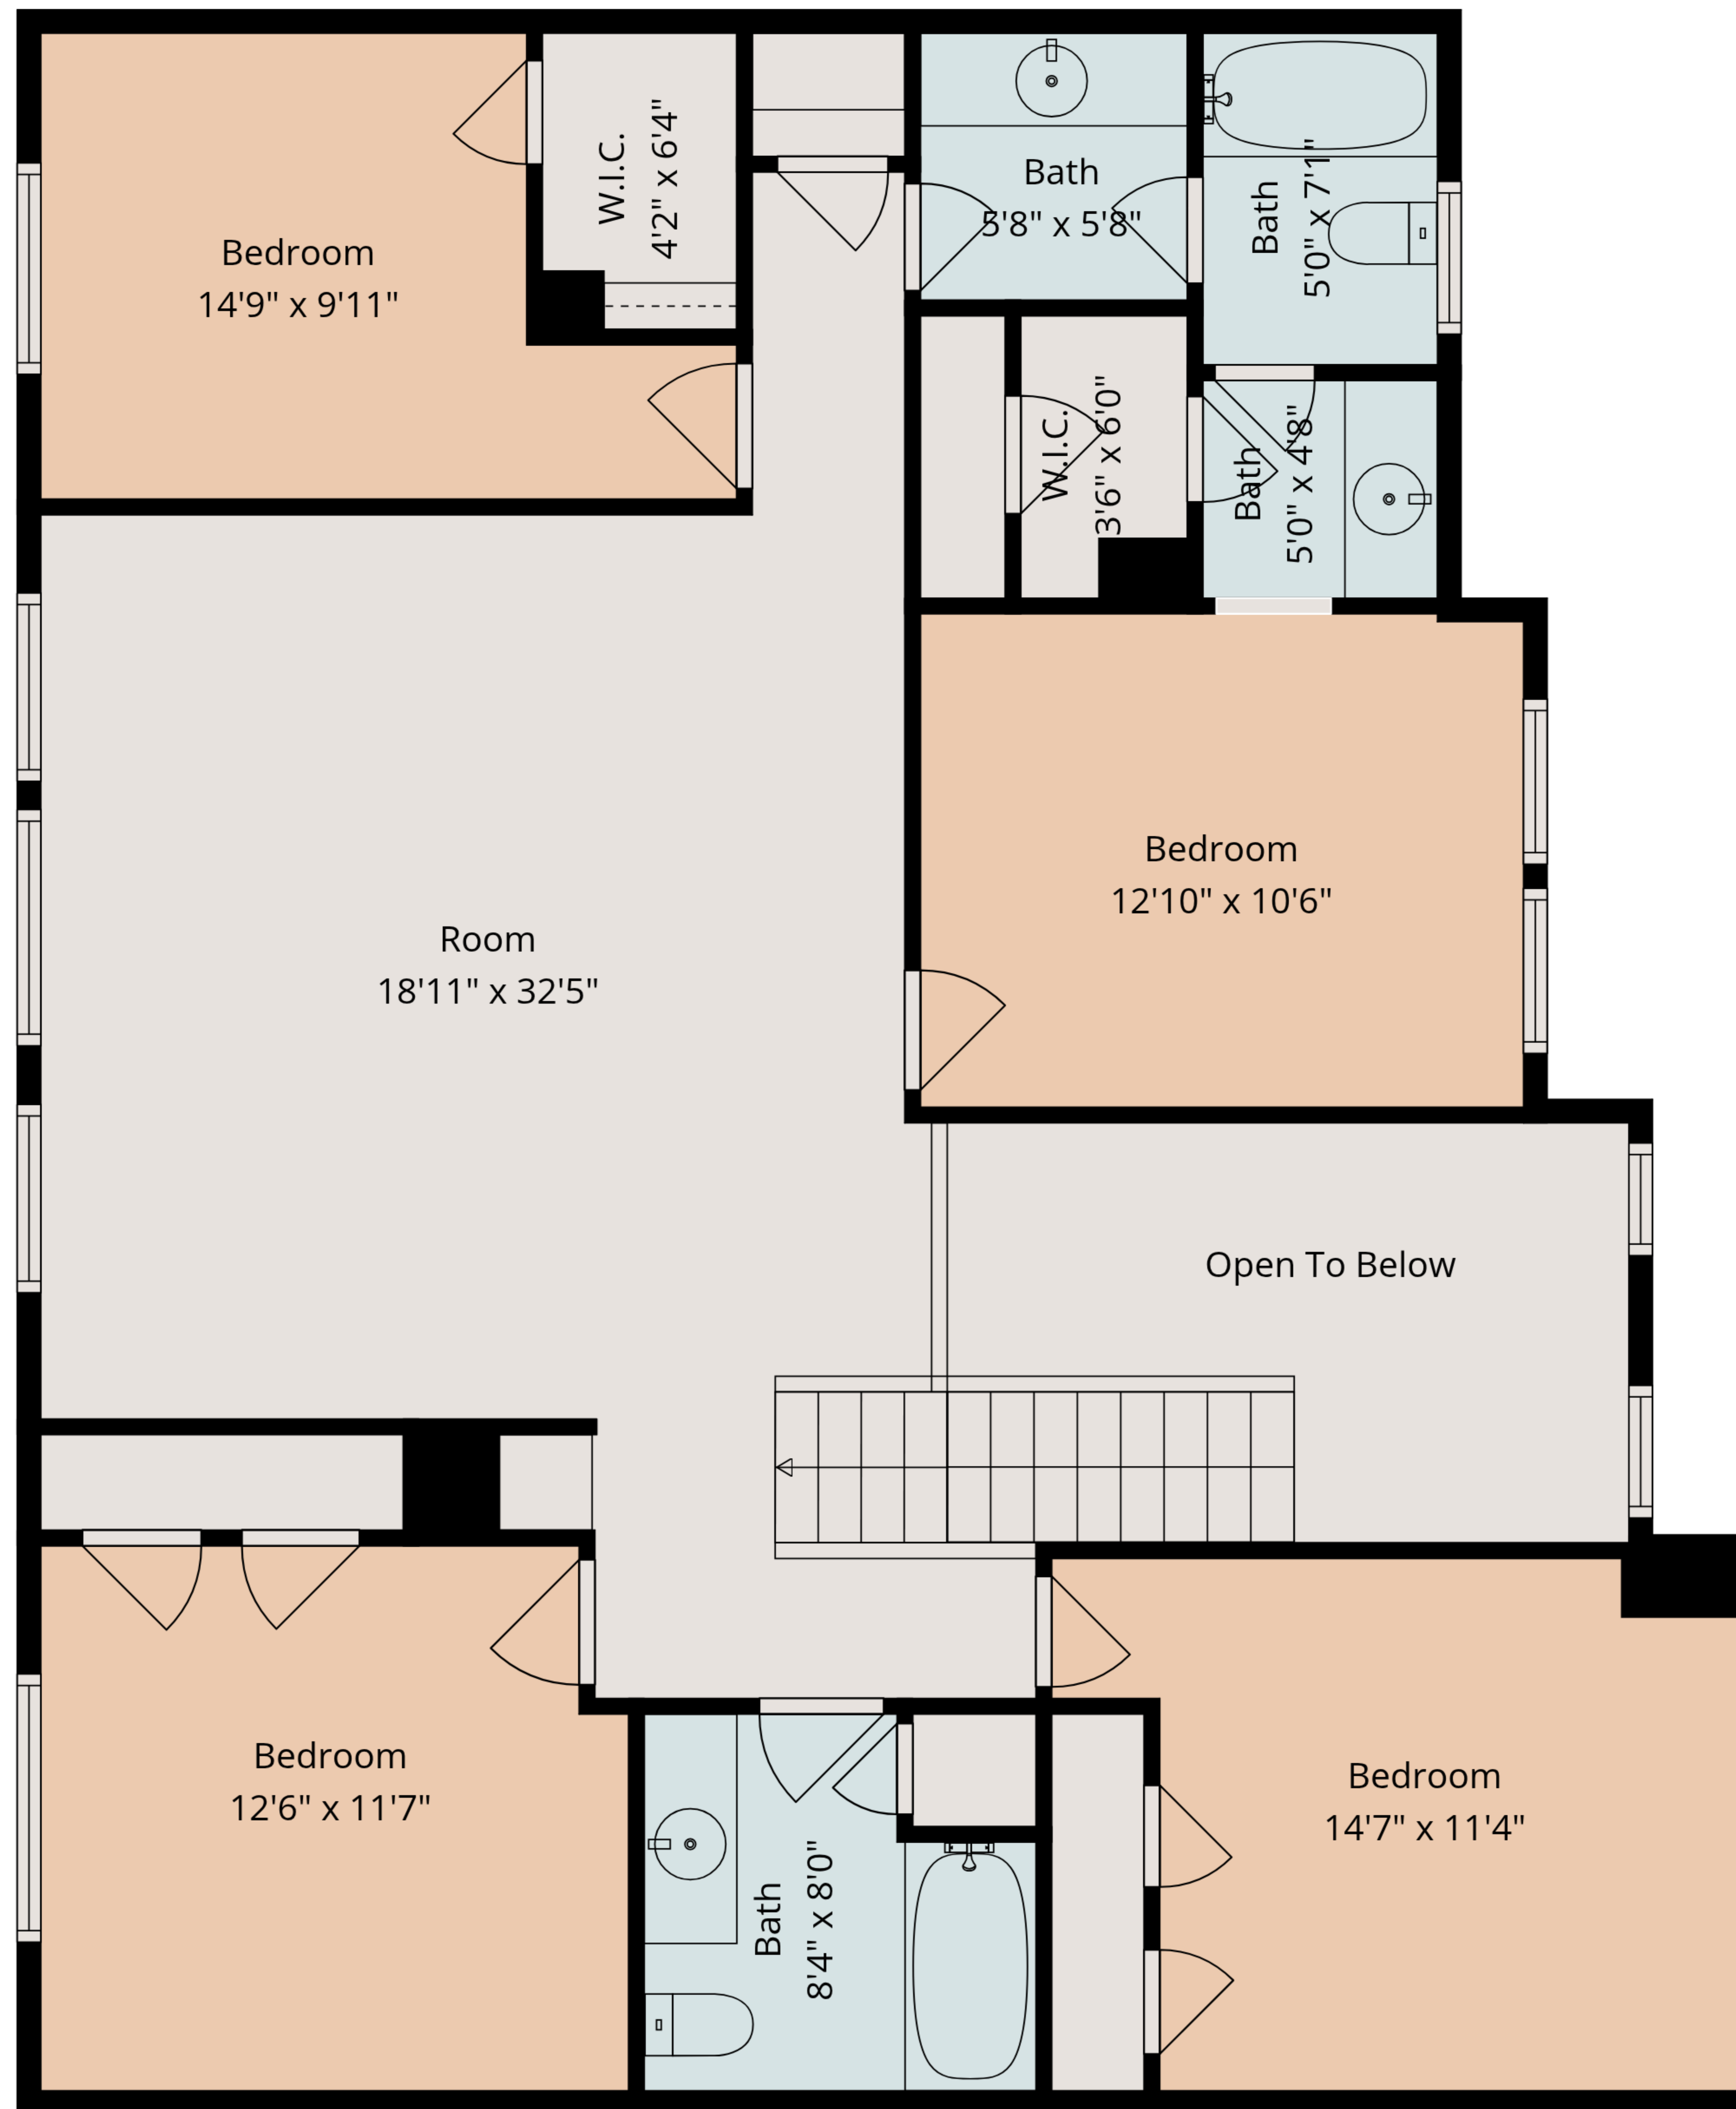 Bedroom
14'9" x 9'11"
W.I.C.
4'2" x 6'4"
Bath
5'8" x 5'8"
Bath
5'0" x 7'1"
W.I.C.
3'6" x 6'0"
Bath
5'0" x 4'8"
Bedroom
12'10" x 10'6"
Room
18'11" x 32'5"
Open To Below
Bedroom
12'6" x 11'7"
Bath
8'4" x 8'0"
Bedroom
14'7" x 11'4"